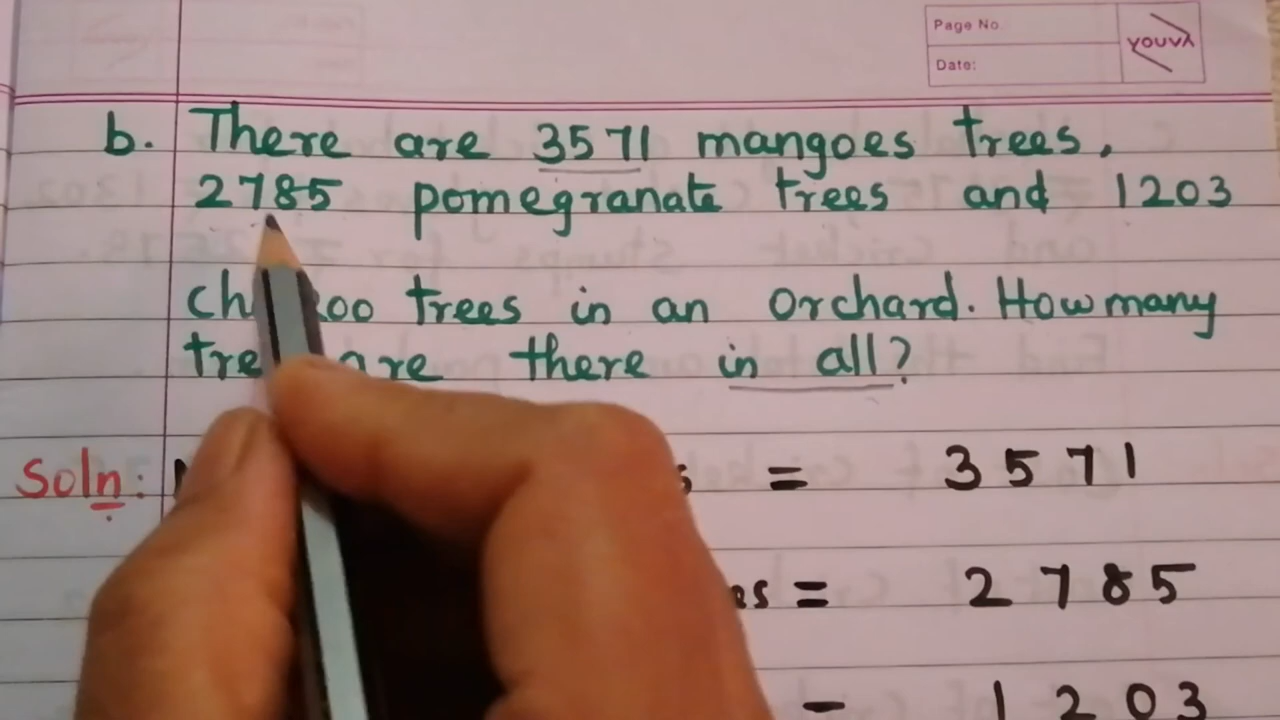 Page No.
Date:
YOUVA
b. There are 3571 mangoes trees,
2785 pomegranate trees and 1203
trees in an orchard. How many
are there in all?
Soln: = 3571
= 2785
1203